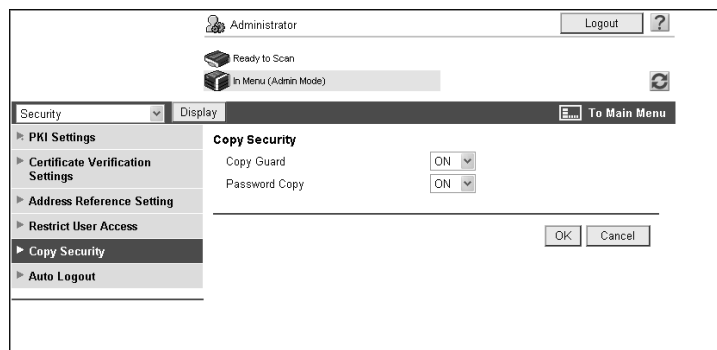 Administrator
Logout
?
Ready to Scan
In Menu (Admin Mode)
Security
Display
To Main Menu
PKI Settings
Certificate Verification
Settings
Address Reference Setting
Restrict User Access
Copy Security
Auto Logout
Copy Security
Copy Guard ON
Password Copy ON
OK Cancel